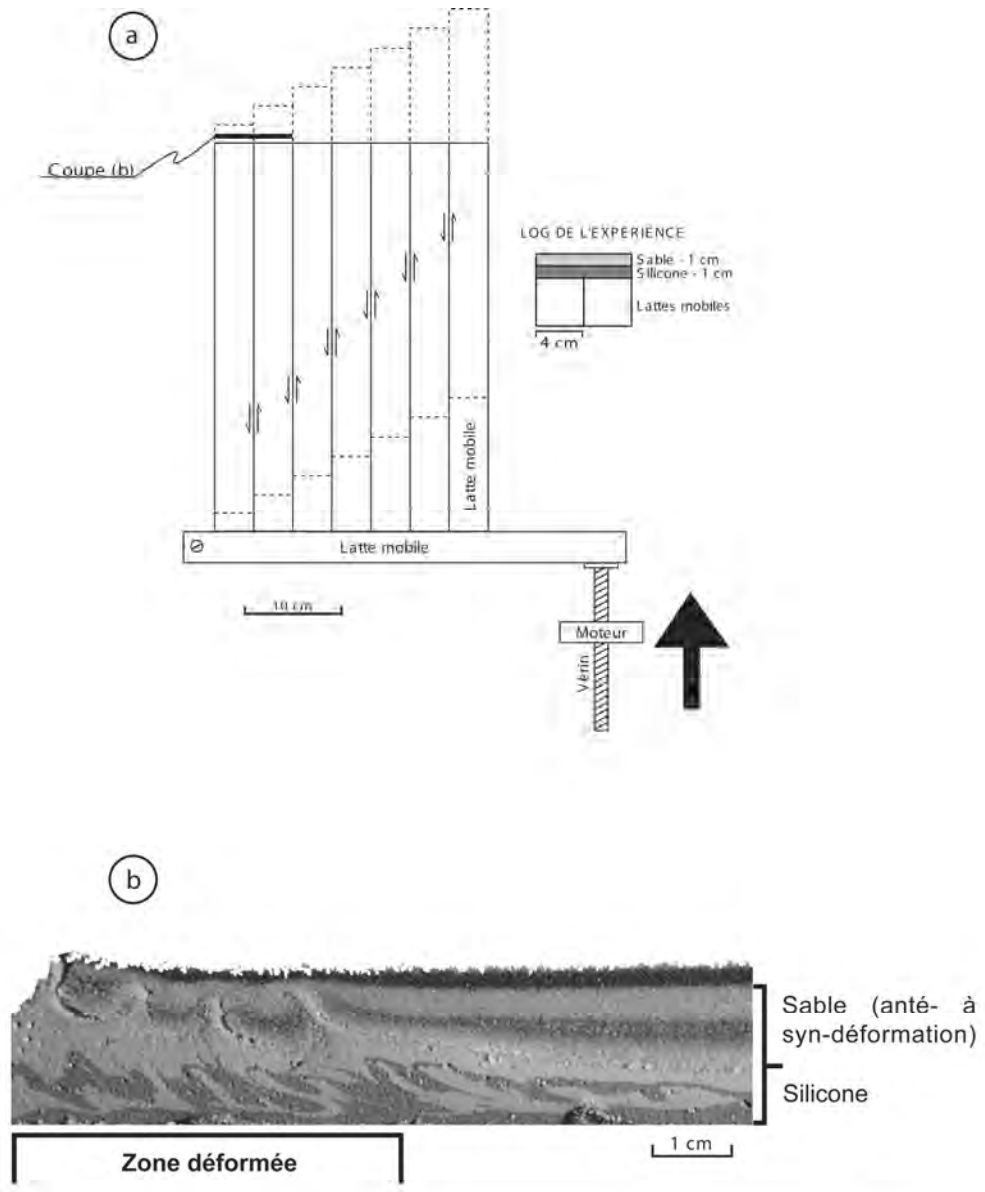 a
Coupe (b)
LOG DE L'EXPERIENCE
Sable - 1 cm
Silicone - 1 cm
Lattes mobiles
4 cm
Latte mobile
Latte mobile
10 cm
Moteur
Vérin
b
Sable (anté- à
syn-déformation)
Silicone
1 cm
Zone déformée